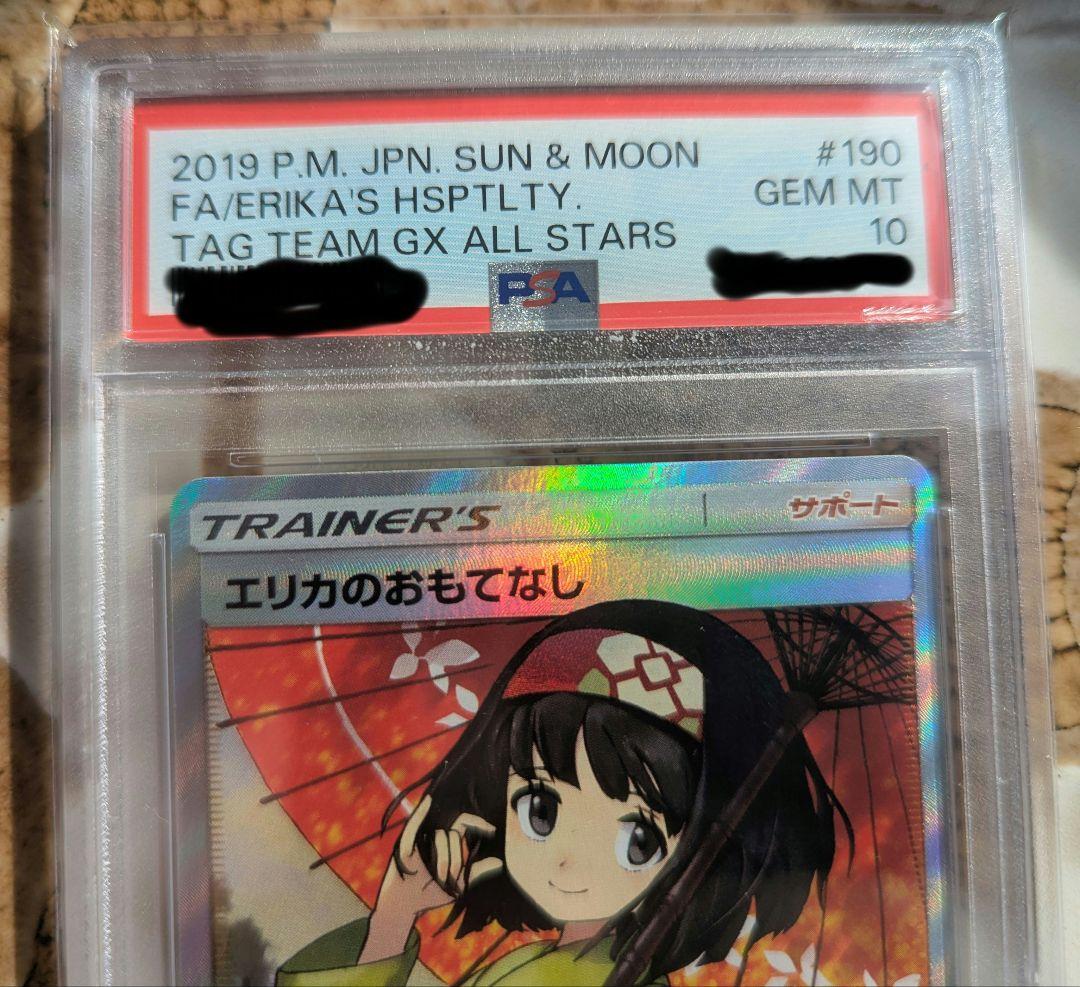 2019 P.M. JPN. SUN & MOON #190
FA/ERIKA'S HSPTLTY. GEM MT
TAG TEAM GX ALL STARS 10
PSA
TRAINER'S サポート
エリカのおもてなし